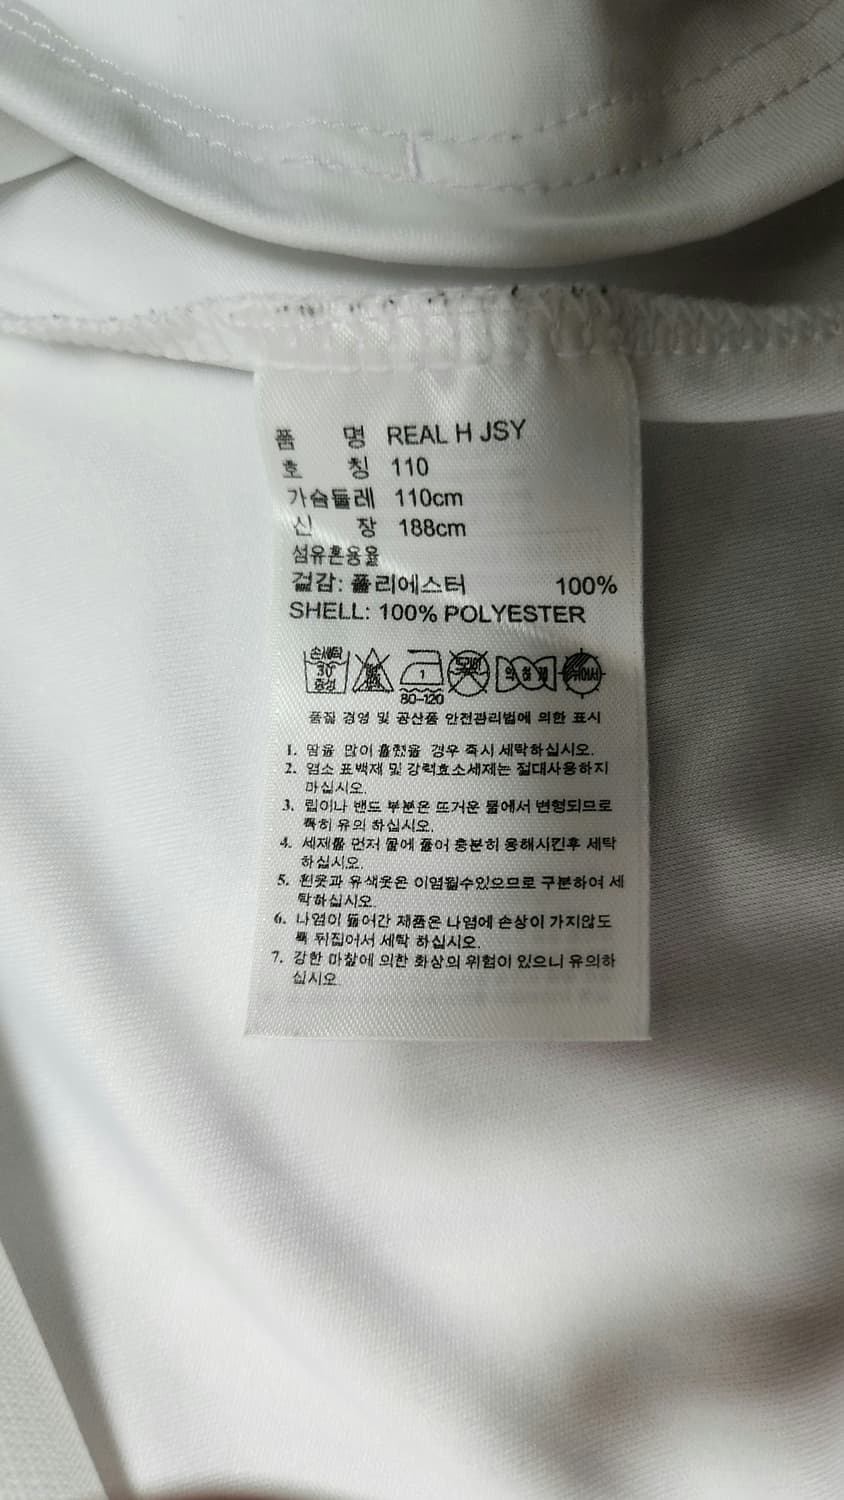 품 명 REAL H JSY
호 칭 110
가슴둘레 110cm
신 장 188cm
섬유혼용율
겉감: 폴리에스터 100%
SHELL: 100% POLYESTER
손세탁 30° 중성 1 80-120 약하게 뉘어서
품질 경영 및 공산품 안전관리법에 의한 표시
1. 땀을 많이 흘렸을 경우 즉시 세탁하십시오.
2. 염소 표백제 및 강력효소세제는 절대사용하지
마십시오.
3. 립이나 밴드 부분은 뜨거운 물에서 변형되므로
특히 유의 하십시오.
4. 세제를 먼저 물에 풀어 충분히 용해시킨후 세탁
하십시오.
5. 흰옷과 유색옷은 이염될수있으므로 구분하여 세
탁하십시오.
6. 나염이 들어간 제품은 나염에 손상이 가지않도
록 뒤집어서 세탁 하십시오.
7. 강한 마찰에 의한 화상의 위험이 있으니 유의하
십시오.